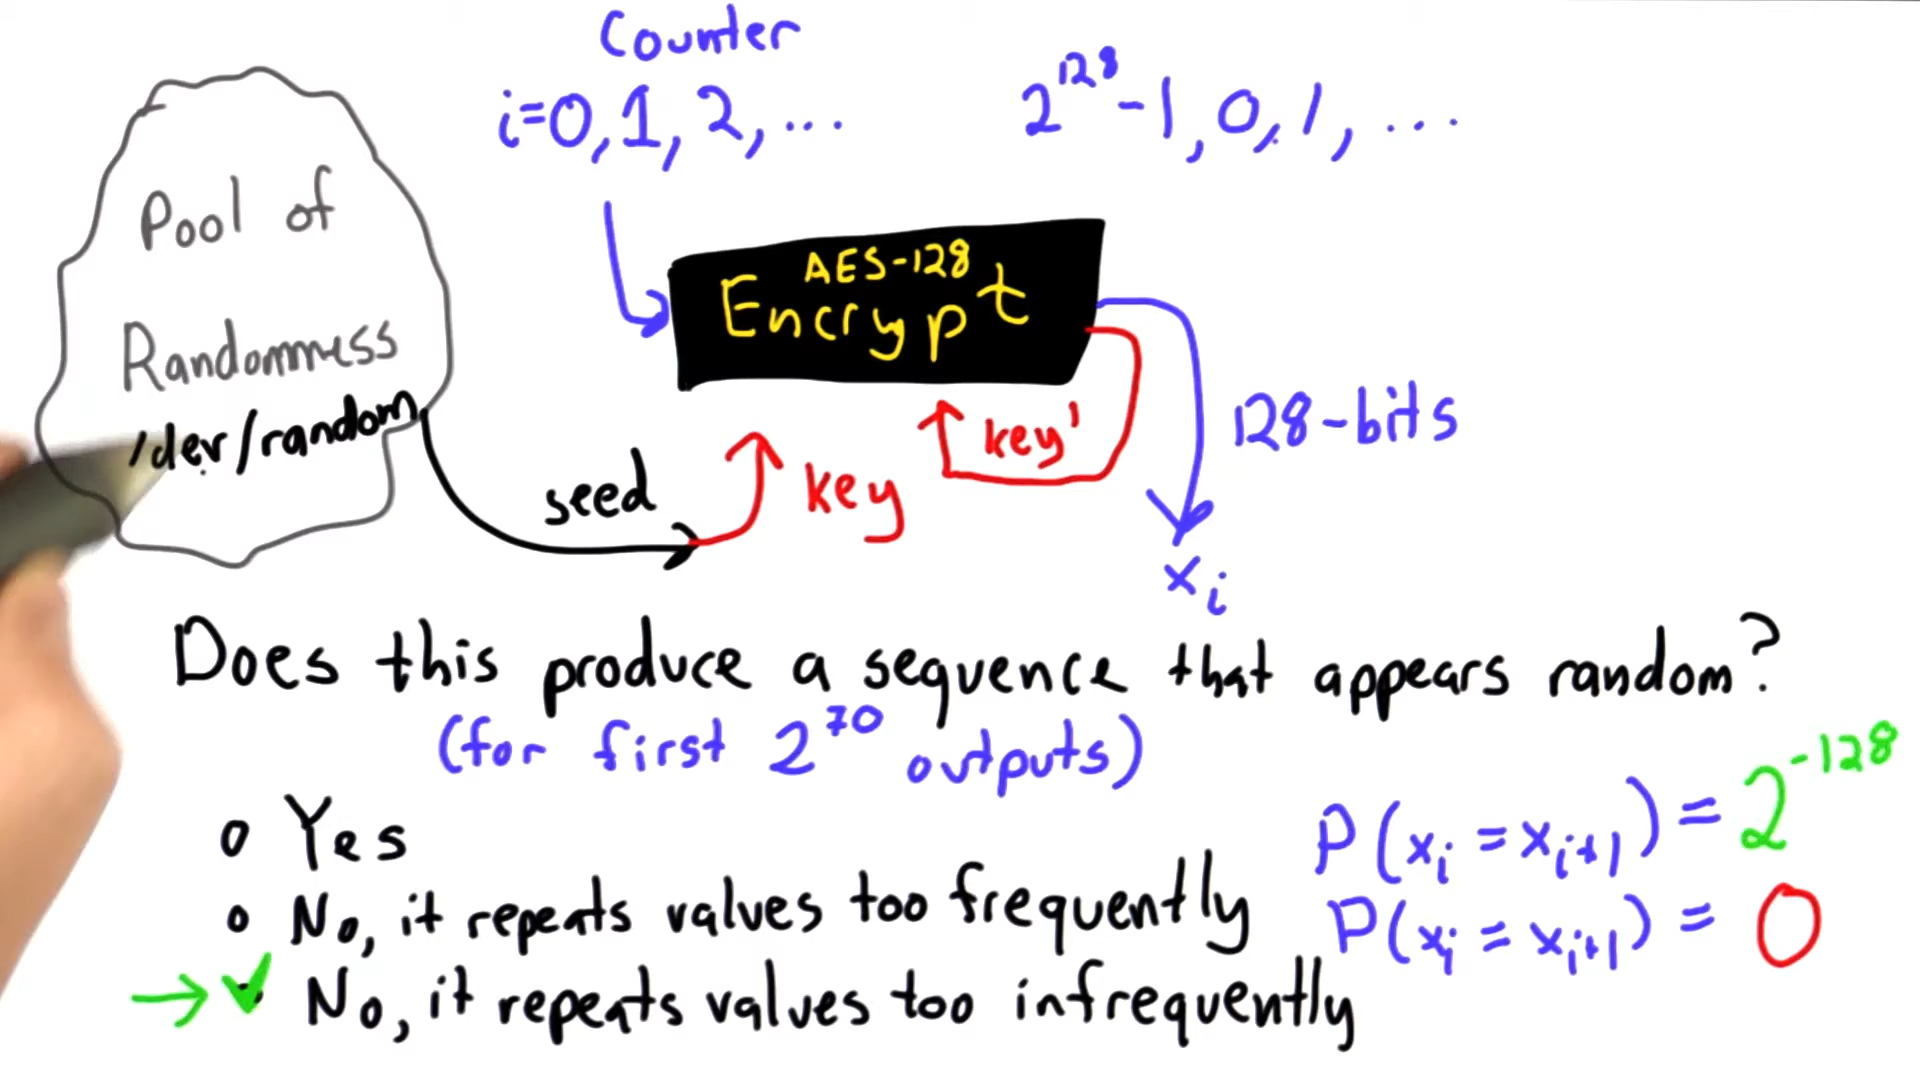 Counter
i=0,1,2,... 2^128-1,0,1,...
Pool of
Randomness
/dev/random
AES-128
Encrypt
seed
key
key'
128-bits
x_i
Does this produce a sequence that appears random?
(for first 2^70 outputs)
o Yes
P(x_i = x_i+1) = 2^-128
o No, it repeats values too frequently
P(x_i = x_i+1) = 0
→ ✓ No, it repeats values too infrequently